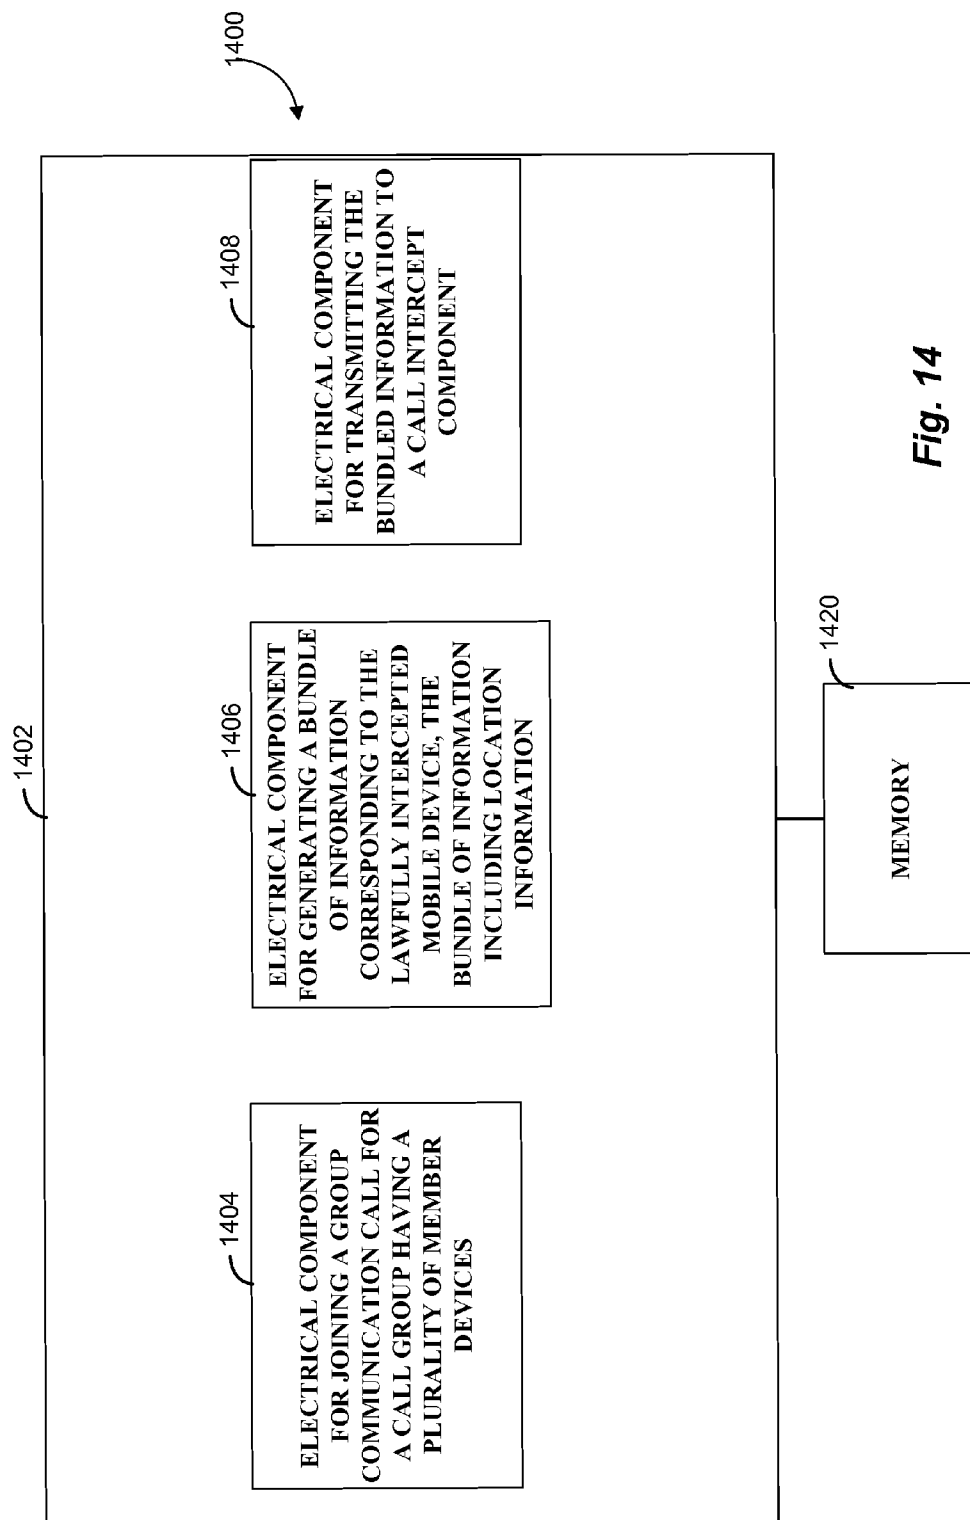 1400
1402
1404
ELECTRICAL COMPONENT
FOR JOINING A GROUP
COMMUNICATION CALL FOR
A CALL GROUP HAVING A
PLURALITY OF MEMBER
DEVICES
1406
ELECTRICAL COMPONENT
FOR GENERATING A BUNDLE
OF INFORMATION
CORRESPONDING TO THE
LAWFULLY INTERCEPTED
MOBILE DEVICE, THE
BUNDLE OF INFORMATION
INCLUDING LOCATION
INFORMATION
1408
ELECTRICAL COMPONENT
FOR TRANSMITTING THE
BUNDLED INFORMATION TO
A CALL INTERCEPT
COMPONENT
1420
MEMORY
Fig. 14